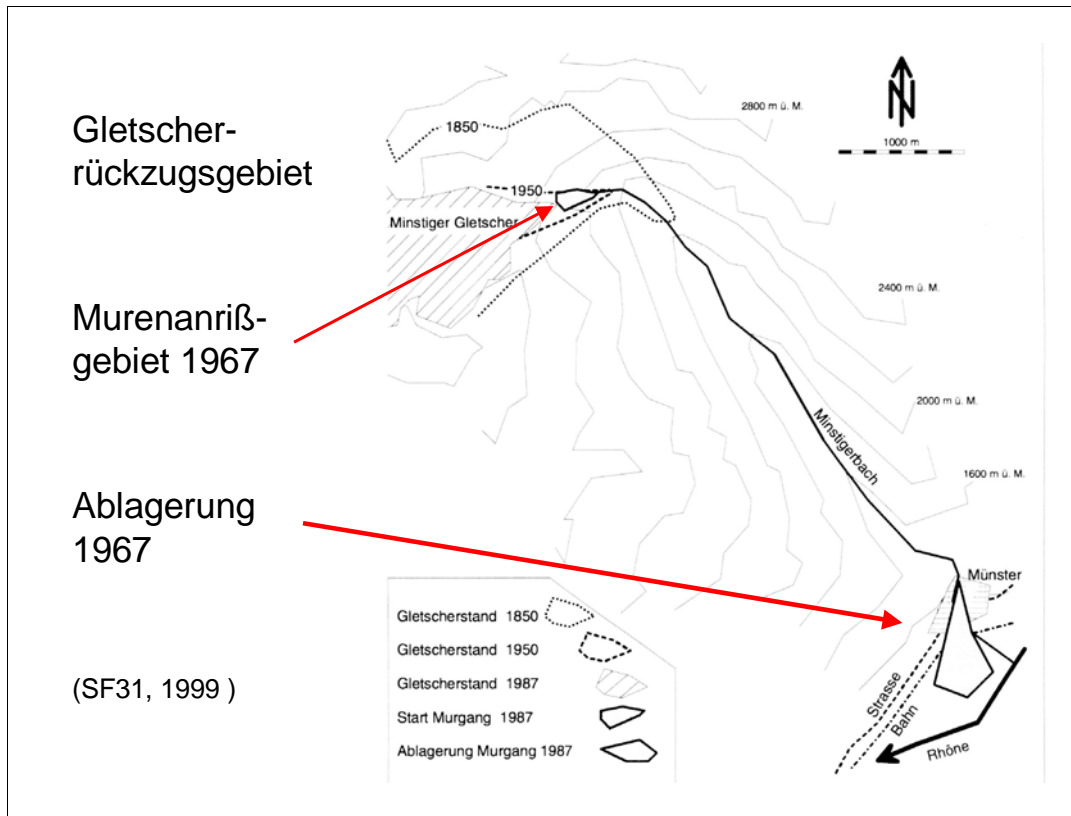 Gletscher-
rückzugsgebiet
Murenanriß-
gebiet 1967
Ablagerung
1967
(SF31, 1999 )
1850
1950
Minstiger Gletscher
2800 m ü. M.
N
1000 m
2400 m ü. M.
2000 m ü. M.
Minstigerbach
1600 m ü. M.
Münster
Strasse
Bahn
Rhône
Gletscherstand 1850
Gletscherstand 1950
Gletscherstand 1987
Start Murgang 1987
Ablagerung Murgang 1987